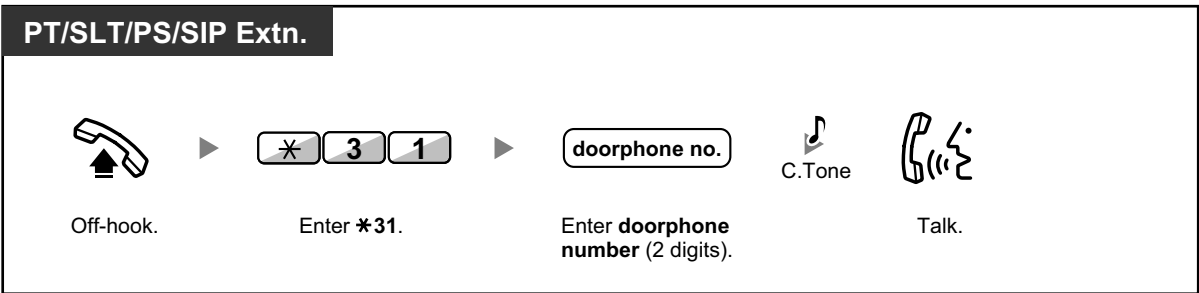 PT/SLT/PS/SIP Extn.
✳ 3 1
doorphone no.
C.Tone
Off-hook.
Enter ✳31.
Enter doorphone
number (2 digits).
Talk.